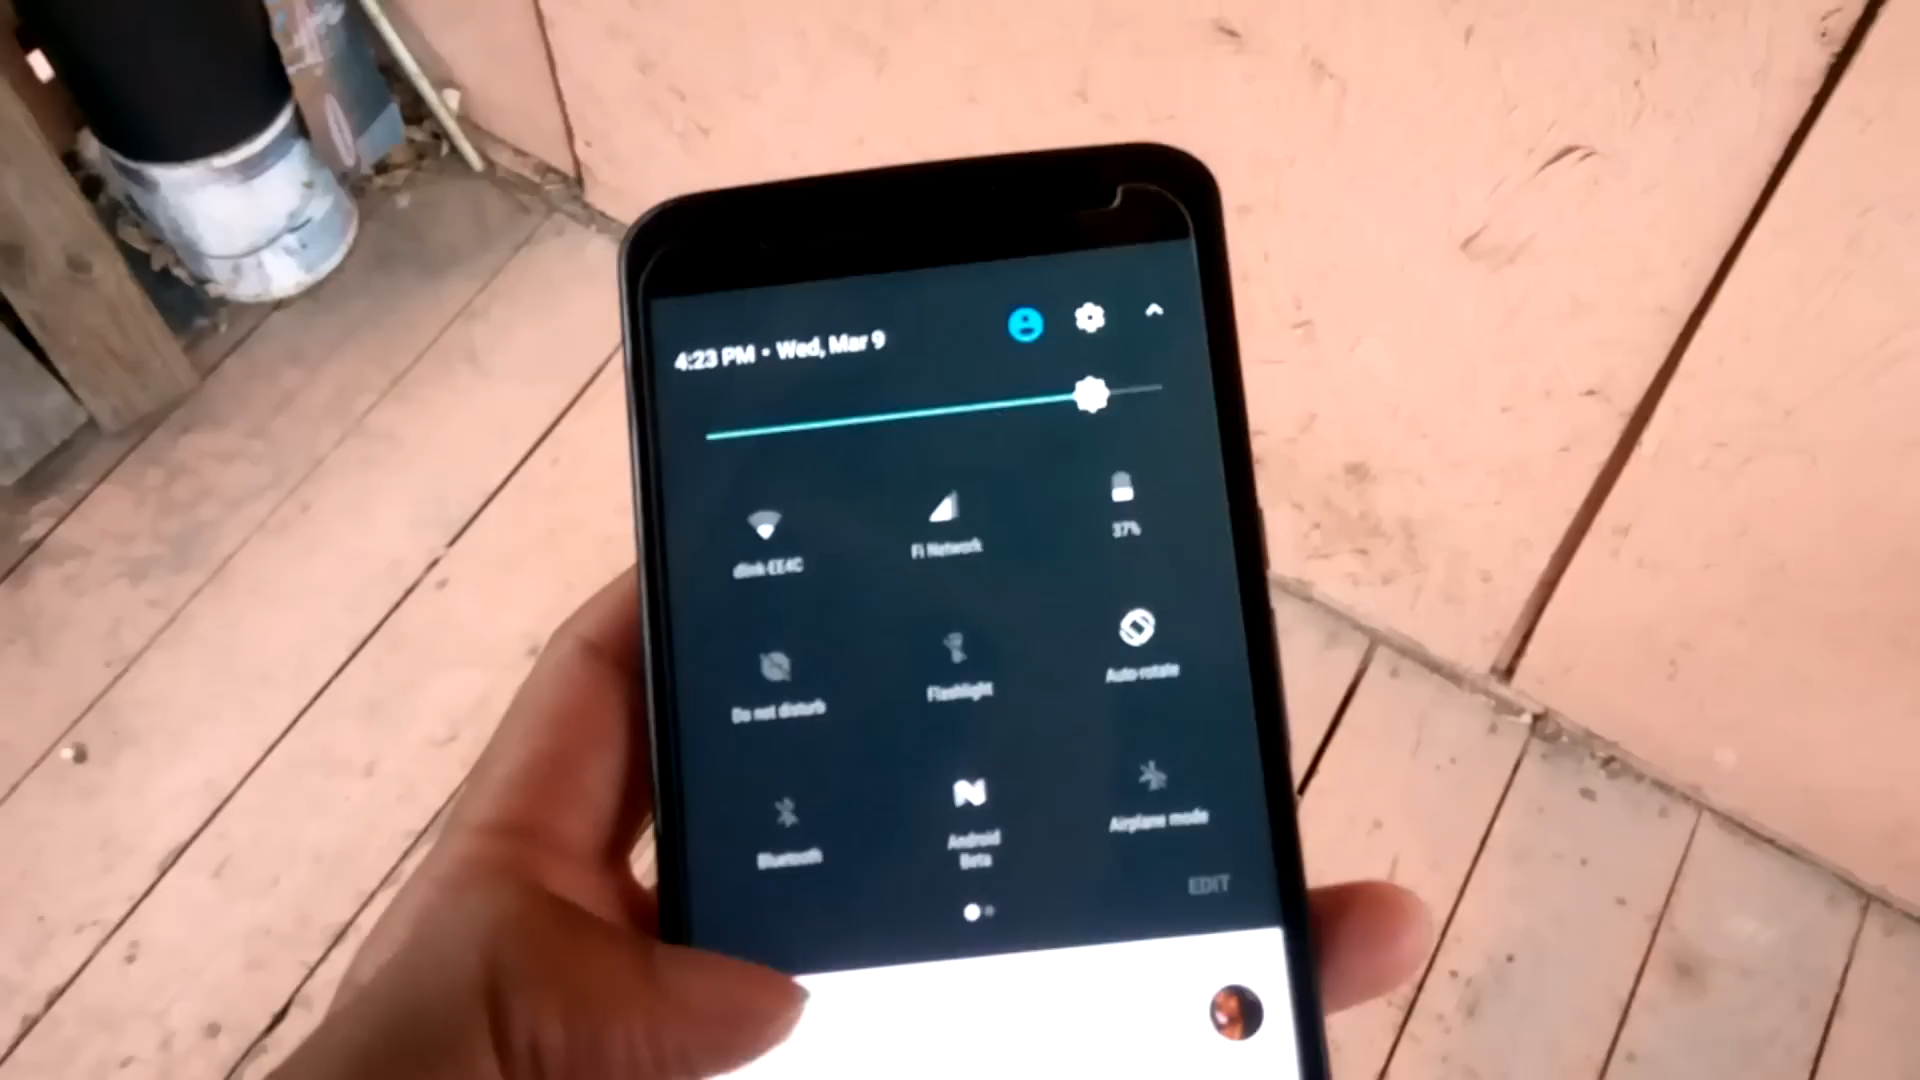 4:23 PM • Wed, Mar 9
dlink-EE4C
Fi Network
37%
Do not disturb
Flashlight
Auto-rotate
Bluetooth
Android
Beta
Airplane mode
EDIT